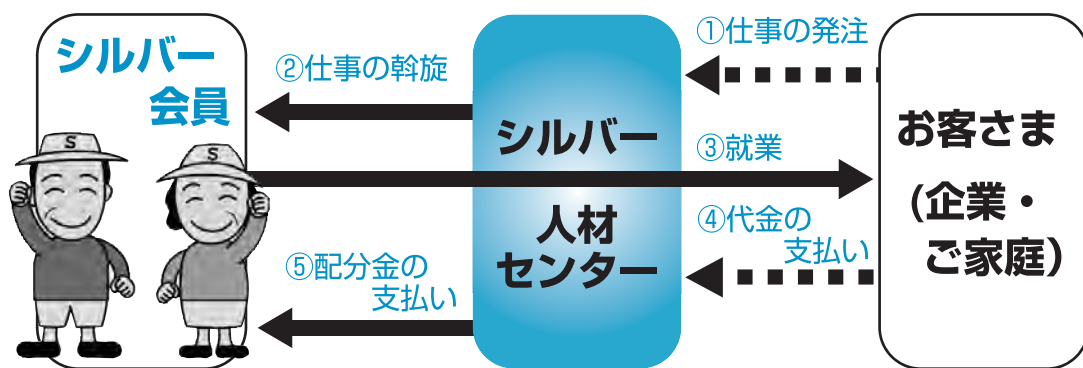 シルバー
会員
S
S
②仕事の斡旋
⑤配分金の
支払い
シルバー
人材
センター
①仕事の発注
③就業
④代金の
支払い
お客さま
(企業・
ご家庭)